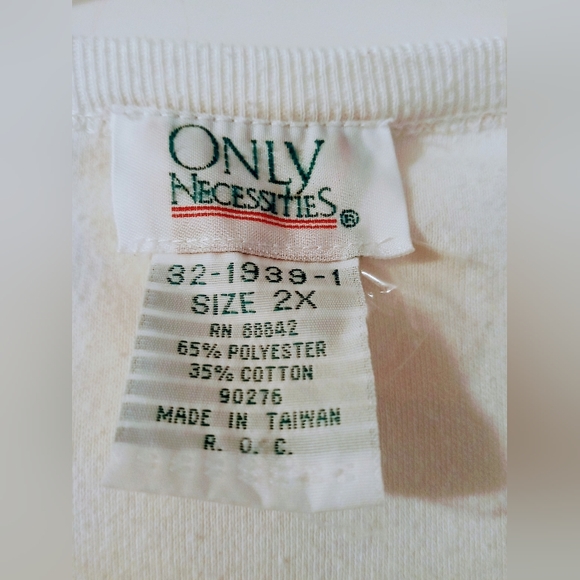 ONLY
NECESSITIES®
32-1939-1
SIZE 2X
RN 88842
65% POLYESTER
35% COTTON
90276
MADE IN TAIWAN
R. O. C.